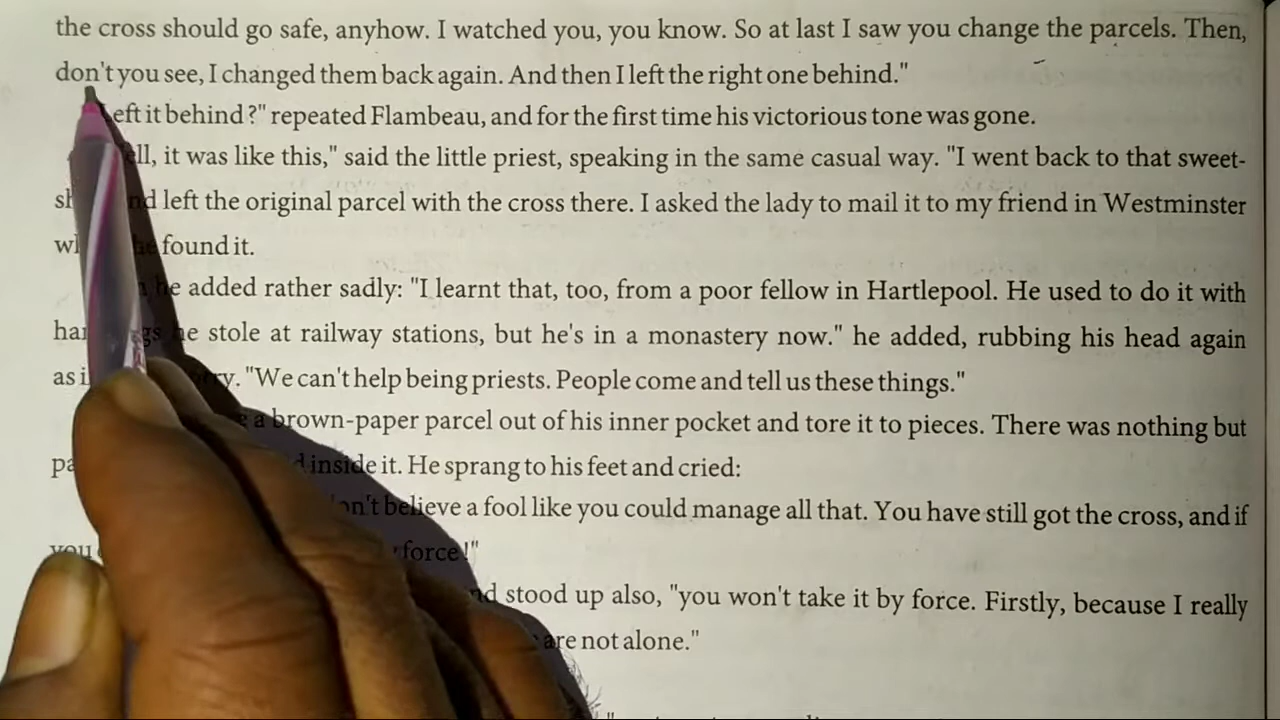 the cross should go safe, anyhow. I watched you, you know. So at last I saw you change the parcels. Then,
don't you see, I changed them back again. And then I left the right one behind."
it behind ?" repeated Flambeau, and for the first time his victorious tone was gone.
it was like this," said the little priest, speaking in the same casual way. "I went back to that sweet-
left the original parcel with the cross there. I asked the lady to mail it to my friend in Westminster
found it.
he added rather sadly: "I learnt that, too, from a poor fellow in Hartlepool. He used to do it with
he stole at railway stations, but he's in a monastery now." he added, rubbing his head again
as "We can't help being priests. People come and tell us these things."
a brown-paper parcel out of his inner pocket and tore it to pieces. There was nothing but
inside it. He sprang to his feet and cried:
believe a fool like you could manage all that. You have still got the cross, and if
you force !"
stood up also, "you won't take it by force. Firstly, because I really
are not alone."